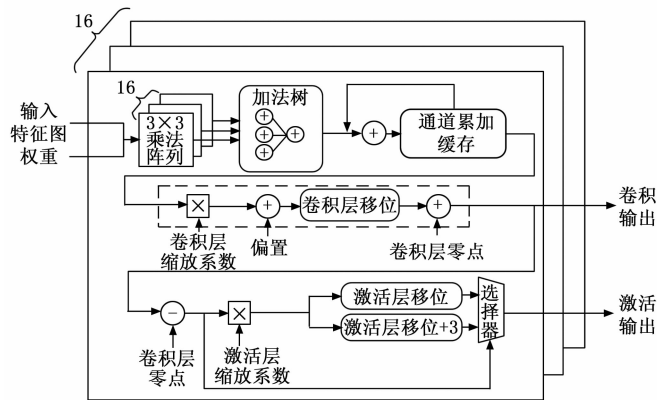 16
16
输入
特征图
权重
3×3
乘法
阵列
加法树
通道累加
缓存
卷积层移位
卷积层
缩放系数
偏置
卷积层零点
卷积
输出
激活层移位
激活层移位+3
选择器
激活
输出
卷积层
零点
激活层
缩放系数